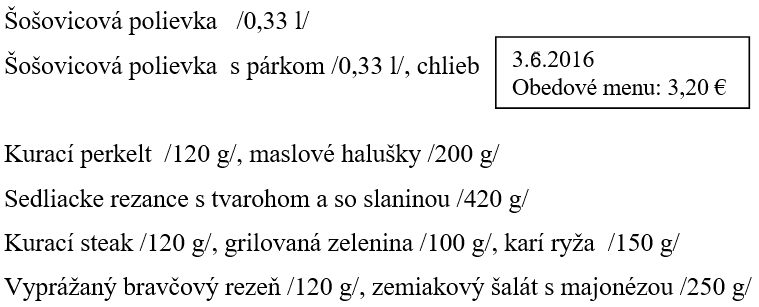 Šošovicová polievka /0,33 l/
Šošovicová polievka s párkom /0,33 l/, chlieb
3.6.2016
Obedové menu: 3,20 €
Kurací perkelt /120 g/, maslové halušky /200 g/
Sedliacke rezance s tvarohom a so slaninou /420 g/
Kurací steak /120 g/, grilovaná zelenina /100 g/, karí ryža /150 g/
Vyprážaný bravčový rezeň /120 g/, zemiakový šalát s majonézou /250 g/